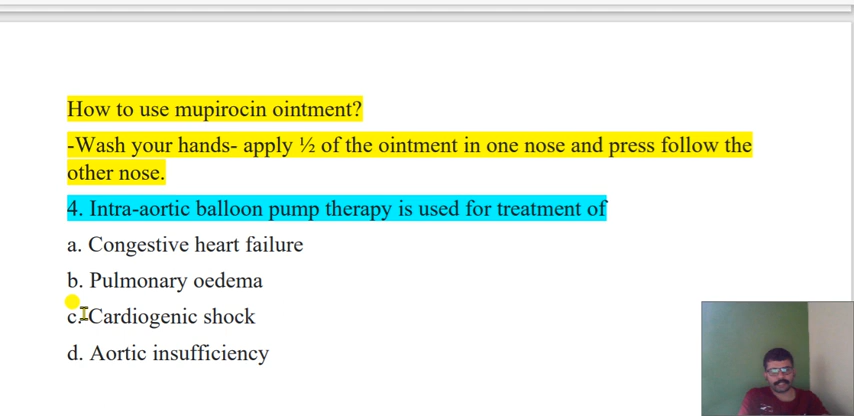 How to use mupirocin ointment?
-Wash your hands- apply ½ of the ointment in one nose and press follow the
other nose.
4. Intra-aortic balloon pump therapy is used for treatment of
a. Congestive heart failure
b. Pulmonary oedema
c. Cardiogenic shock
d. Aortic insufficiency